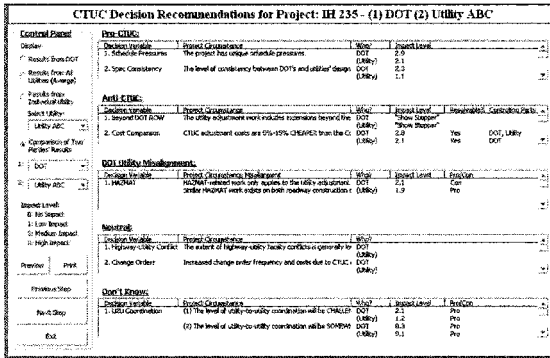 CTUC Decision Recommendations for Project: IH 235 - (1) DOT (2) Utility ABC
Control Panel
Display
Results from DOT
Results from All
Utilities (Average)
Results from
Individual Utility
Select Utility:
Utility ABC
Comparison of Two
Parties' Results
1: DOT
2: Utility ABC
Impact Level:
0: No Impact
1: Low Impact
2: Medium Impact
3: High Impact
Preview Print
Previous Step
Next Step
Exit
Pro-CTUC:
Decision Variable Project Circumstance Who? Impact Level
1. Schedule Pressures The project has unique schedule pressures. DOT 2.9
(Utility) 2.1
2. Spec Consistency The level of consistency between DOT's and utilities' design DOT 2.3
(Utility) 1.1
Anti-CTUC:
Decision Variable Project Circumstance Who? Impact Level Resolvable? Controlling Party
1. Beyond DOT ROW The utility adjustment work includes extensions beyond the DOT "Show Stopper"
(Utility) "Show Stopper"
2. Cost Comparison CTUC adjustment costs are 5%-15% CHEAPER than the DOT 2.8 Yes DOT, Utility
(Utility) 2.1 Yes DOT
DOT Utility Misalignment:
Decision Variable Project Circumstance Misalignment Who? Impact Level Pro/Con
1. HAZMAT HAZMAT-related work only applies to the utility adjustment DOT 2.1 Con
Similar HAZMAT work exists on both roadway construction (Utility) 1.9 Pro
Neutral:
Decision Variable Project Circumstance Who?
1. Highway-Utility Conflict The extent of highway-utility facility conflicts is generally DOT
(Utility)
2. Change Orders Increased change order frequency and costs due to CTUC DOT
(Utility)
Don't Know:
Decision Variable Project Circumstance Who? Impact Level Pro/Con
1. U2U Coordination (1) The level of utility-to-utility coordination will be CHALLE DOT 2.1 Pro
(Utility) 1.2 Pro
(2) The level of utility-to-utility coordination will be SOMEW DOT 0.3 Pro
(Utility) Pro